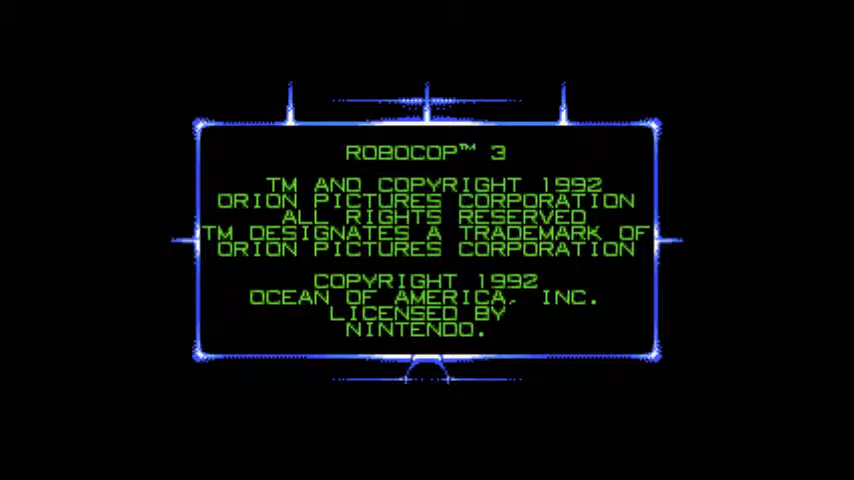 ROBOCOP™ 3
TM AND COPYRIGHT 1992
ORION PICTURES CORPORATION
ALL RIGHTS RESERVED
TM DESIGNATES A TRADEMARK OF
ORION PICTURES CORPORATION
COPYRIGHT 1992
OCEAN OF AMERICA, INC.
LICENSED BY
NINTENDO.